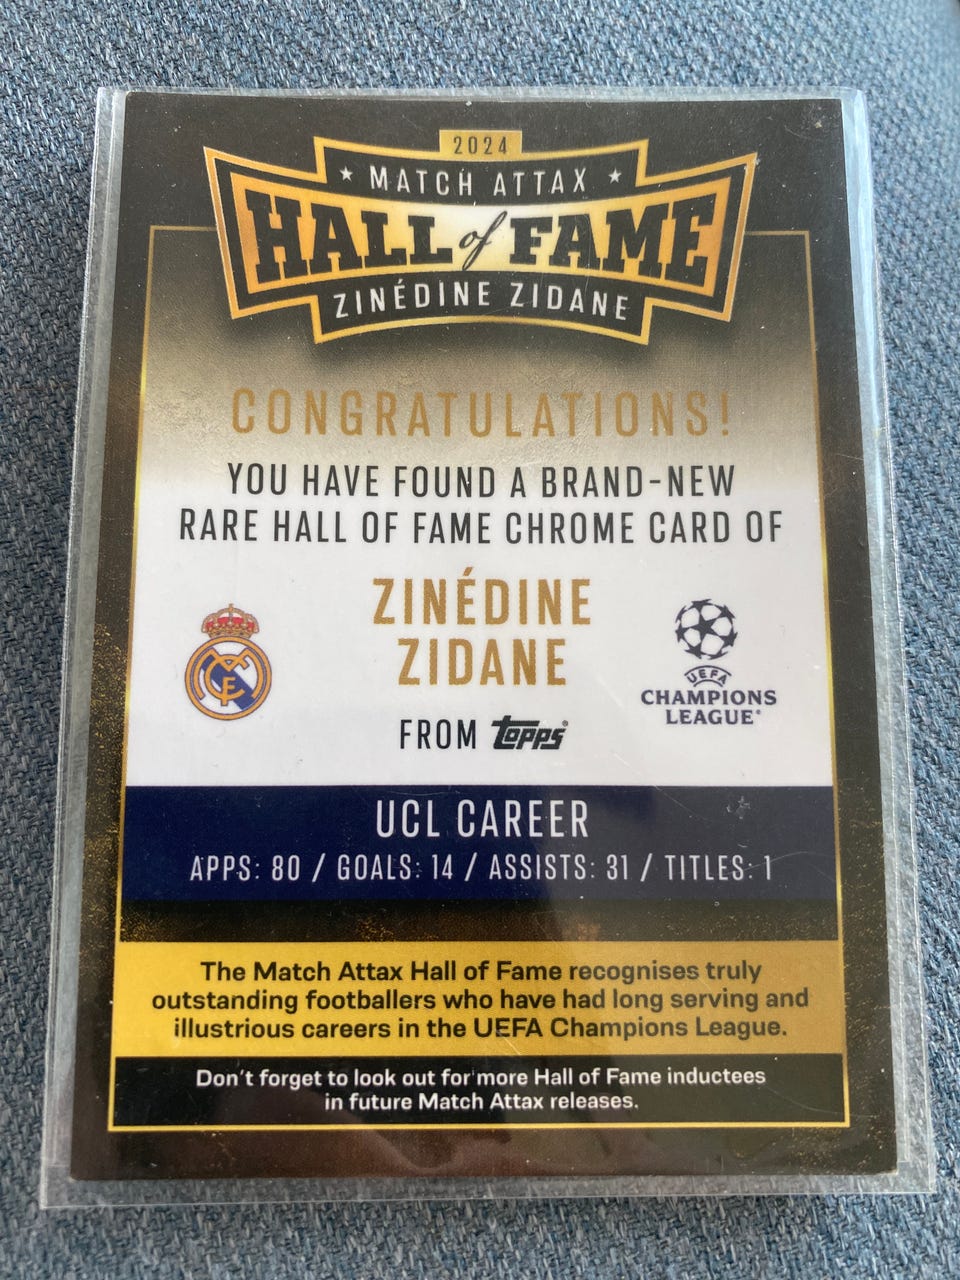 2024
★ MATCH ATTAX ★
HALL of FAME
ZINÉDINE ZIDANE
CONGRATULATIONS!
YOU HAVE FOUND A BRAND-NEW
RARE HALL OF FAME CHROME CARD OF
ZINÉDINE
ZIDANE
UEFA
CHAMPIONS
LEAGUE®
FROM Topps®
UCL CAREER
APPS: 80 / GOALS: 14 / ASSISTS: 31 / TITLES: 1
The Match Attax Hall of Fame recognises truly
outstanding footballers who have had long serving and
illustrious careers in the UEFA Champions League.
Don't forget to look out for more Hall of Fame inductees
in future Match Attax releases.